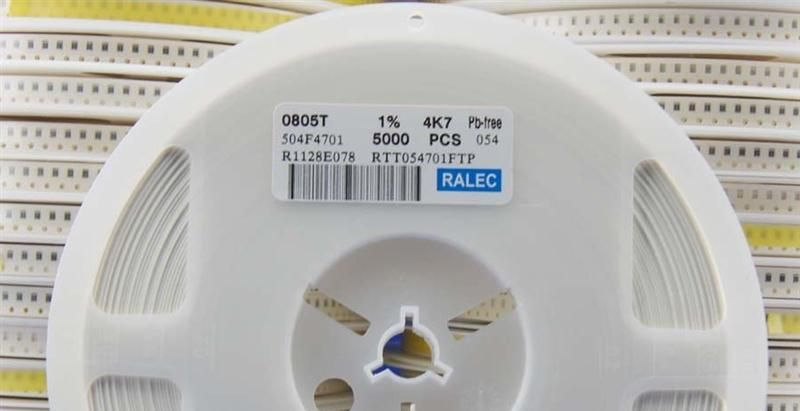 0805T 1% 4K7 Pb-free
504F4701 5000 PCS 054
R1128E078 RTT054701FTP
RALEC